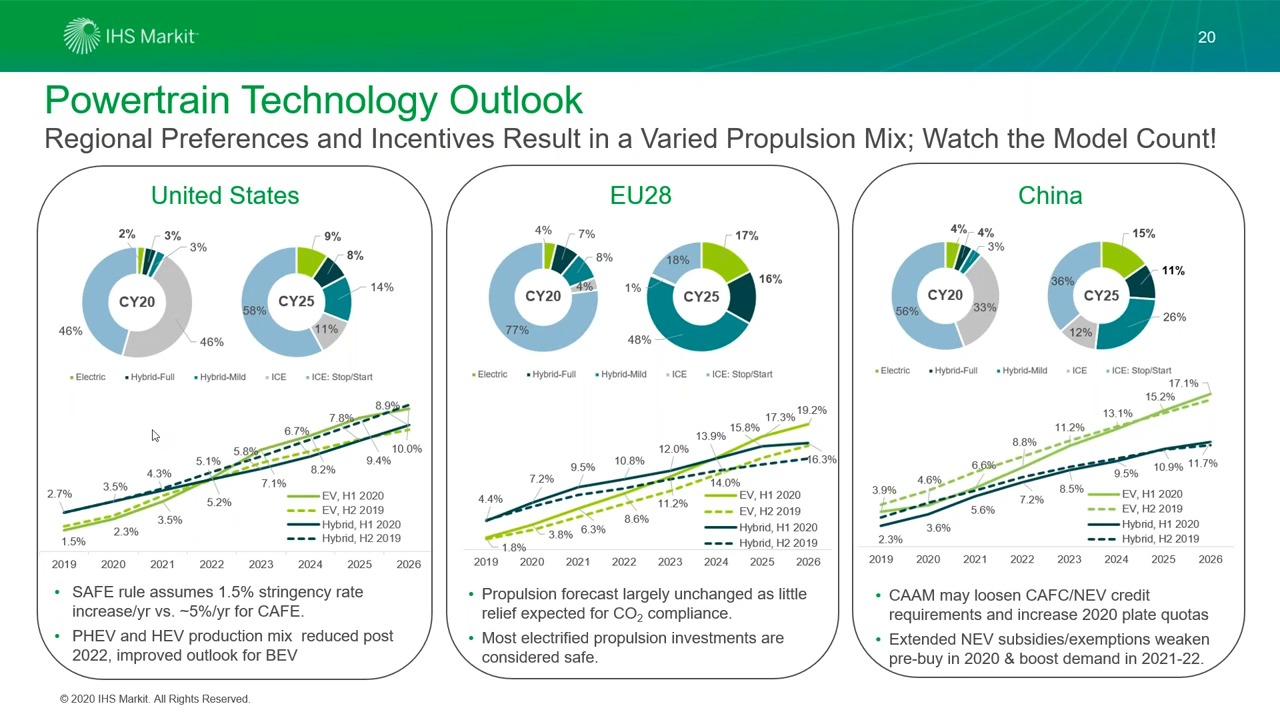 IHS Markit
20
Powertrain Technology Outlook
Regional Preferences and Incentives Result in a Varied Propulsion Mix; Watch the Model Count!
United States
2%
3%
3%
46%
46%
CY20
9%
8%
14%
11%
58%
CY25
Electric Hybrid-Full Hybrid-Mild ICE ICE: Stop/Start
2.7%
3.5%
4.3%
5.1%
5.8%
6.7%
7.8%
8.9%
1.5%
2.3%
3.5%
5.2%
7.1%
8.2%
9.4%
10.0%
EV, H1 2020
EV, H2 2019
Hybrid, H1 2020
Hybrid, H2 2019
2019 2020 2021 2022 2023 2024 2025 2026
• SAFE rule assumes 1.5% stringency rate
increase/yr vs. ~5%/yr for CAFE.
• PHEV and HEV production mix reduced post
2022, improved outlook for BEV
EU28
4%
7%
8%
4%
77%
CY20
17%
16%
48%
1%
18%
CY25
Electric Hybrid-Full Hybrid-Mild ICE ICE: Stop/Start
4.4%
7.2%
9.5%
10.8%
12.0%
13.9%
15.8%
17.3%
19.2%
1.8%
3.8%
6.3%
8.6%
11.2%
14.0%
16.3%
EV, H1 2020
EV, H2 2019
Hybrid, H1 2020
Hybrid, H2 2019
2019 2020 2021 2022 2023 2024 2025 2026
• Propulsion forecast largely unchanged as little
relief expected for CO2 compliance.
• Most electrified propulsion investments are
considered safe.
China
4%
4%
3%
33%
56%
CY20
15%
11%
26%
12%
36%
CY25
Electric Hybrid-Full Hybrid-Mild ICE ICE: Stop/Start
3.9%
4.6%
6.6%
8.8%
11.2%
13.1%
15.2%
17.1%
2.3%
3.6%
5.6%
7.2%
8.5%
9.5%
10.9%
11.7%
EV, H1 2020
EV, H2 2019
Hybrid, H1 2020
Hybrid, H2 2019
2019 2020 2021 2022 2023 2024 2025 2026
• CAAM may loosen CAFC/NEV credit
requirements and increase 2020 plate quotas
• Extended NEV subsidies/exemptions weaken
pre-buy in 2020 & boost demand in 2021-22.
© 2020 IHS Markit. All Rights Reserved.